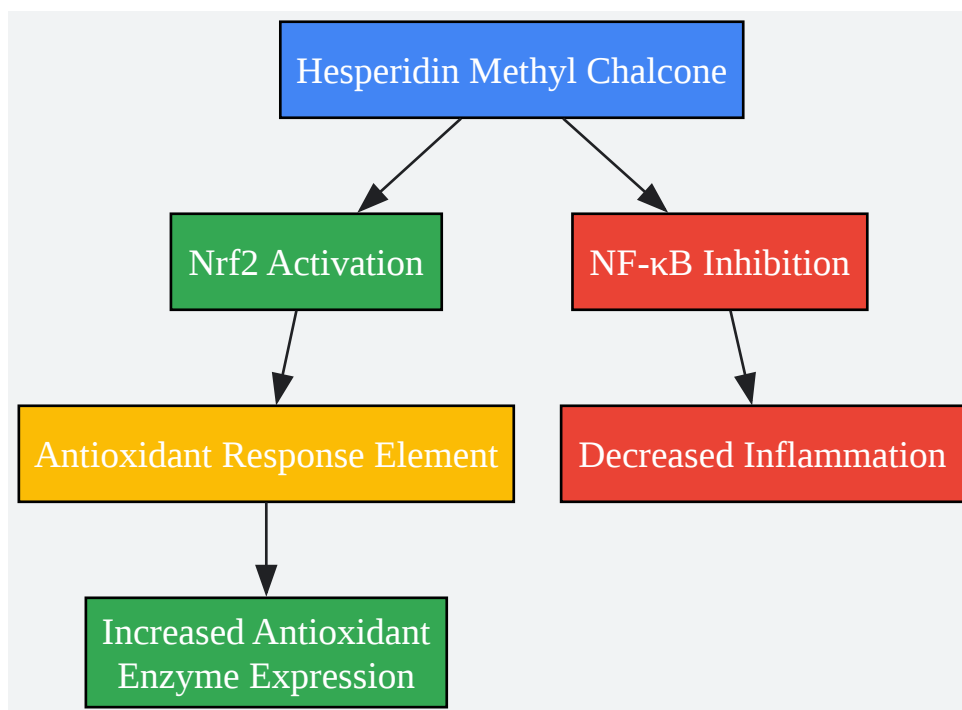 Hesperidin Methyl Chalcone
Nrf2 Activation
NF-κB Inhibition
Antioxidant Response Element
Decreased Inflammation
Increased Antioxidant
Enzyme Expression